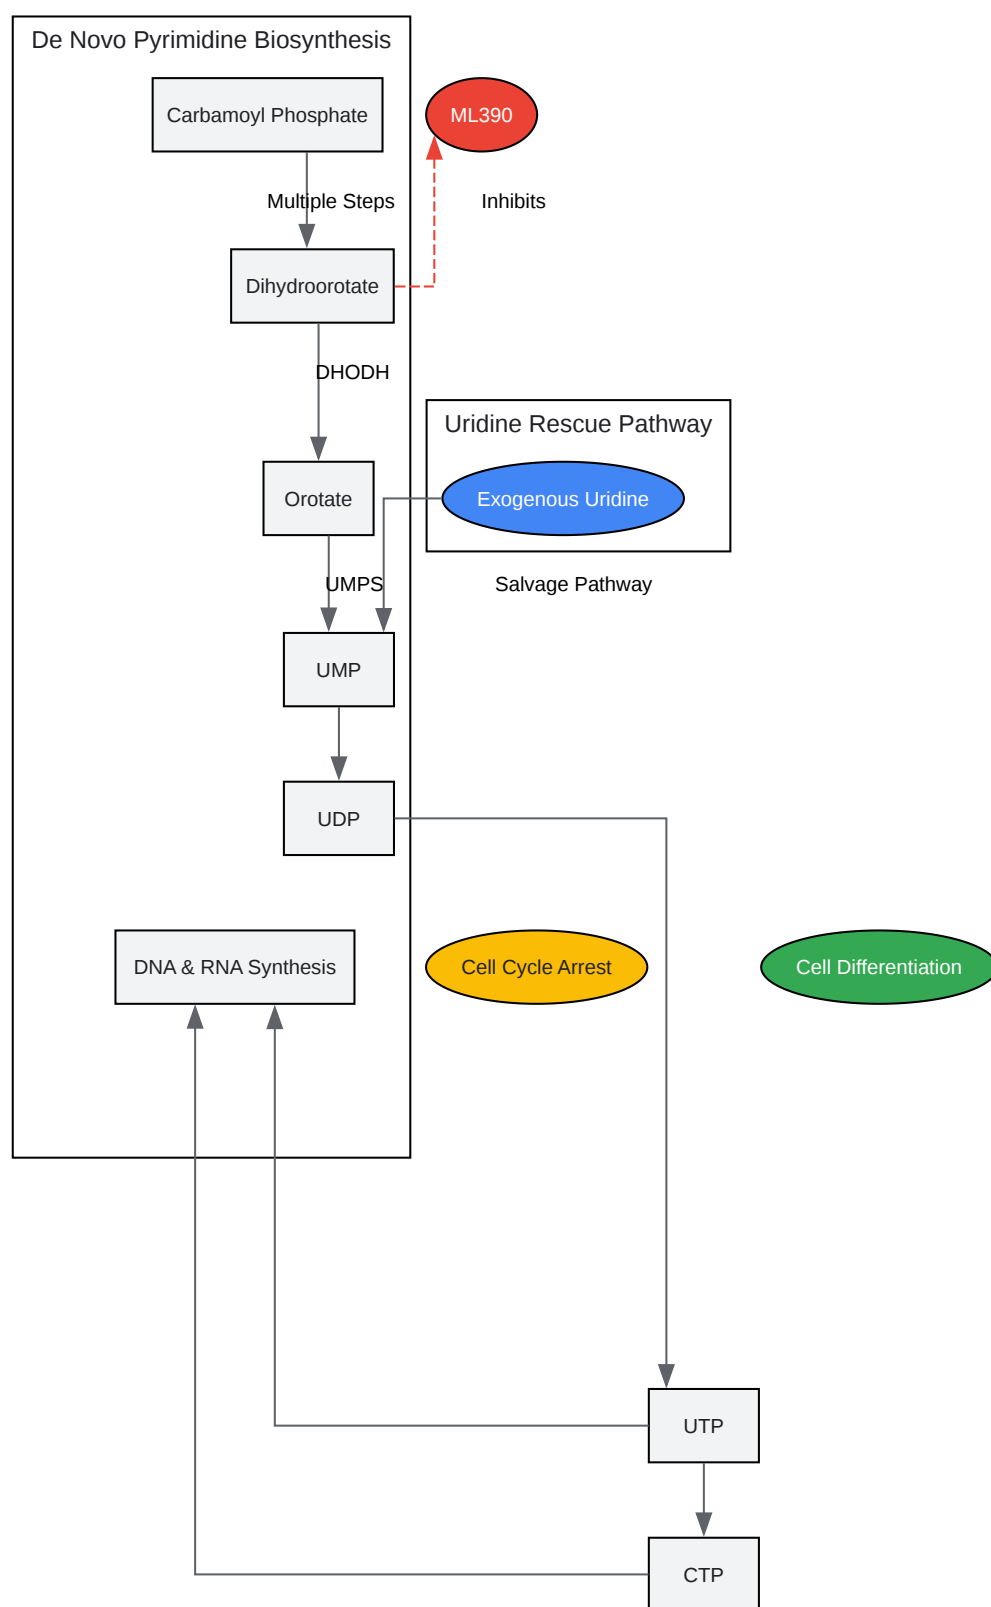 De Novo Pyrimidine Biosynthesis
Carbamoyl Phosphate
ML390
Multiple Steps
Inhibits
Dihydroorotate
DHODH
Uridine Rescue Pathway
Orotate
Exogenous Uridine
UMPS
Salvage Pathway
UMP
UDP
DNA & RNA Synthesis
Cell Cycle Arrest
Cell Differentiation
UTP
CTP